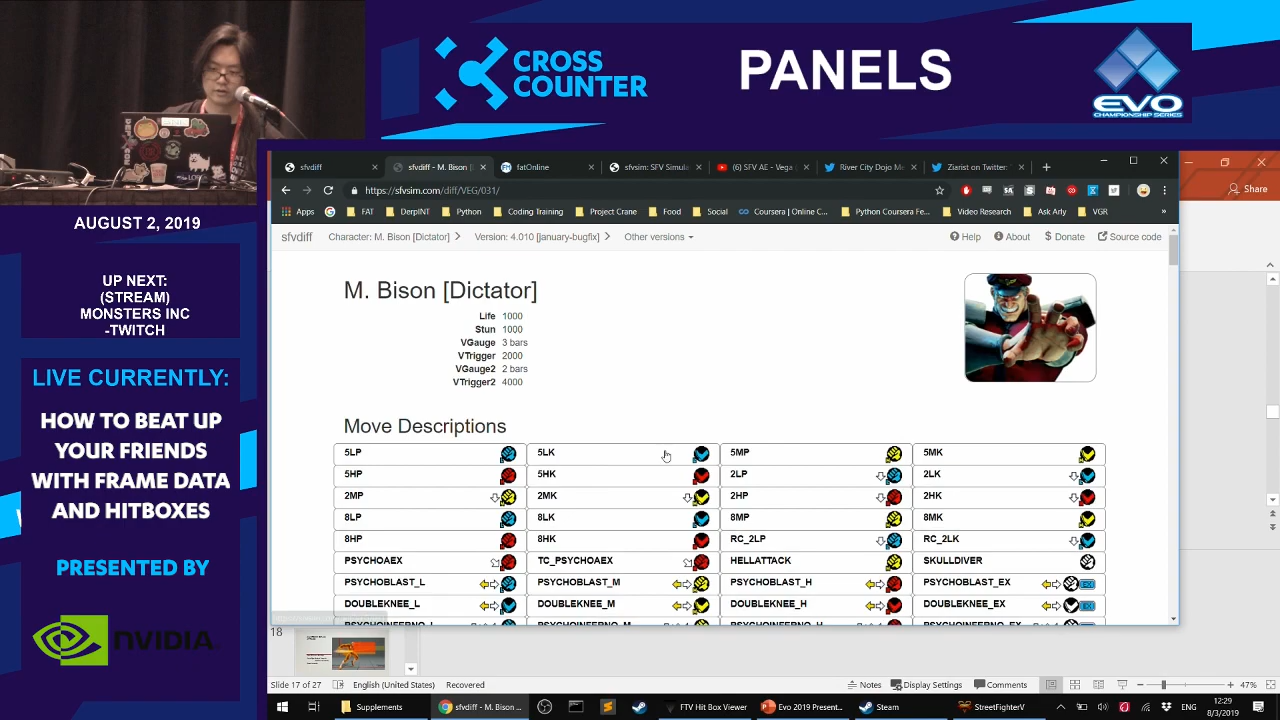 CROSS
COUNTER
PANELS
EVO
CHAMPIONSHIP SERIES
AUGUST 2, 2019
UP NEXT:
(STREAM)
MONSTERS INC
-TWITCH
LIVE CURRENTLY:
HOW TO BEAT UP
YOUR FRIENDS
WITH FRAME DATA
AND HITBOXES
PRESENTED BY
NVIDIA
sfvdiff
sfvdiff - M. Bison [
fatOnline
sfvsim: SFV Simula
(6) SFV AE - Vega
River City Dojo Me
Ziarist on Twitter:
https://sfvsim.com/diff/VEG/031/
Share
Apps FAT DerpINT Python Coding Training Project Crane Food Social Coursera | Online C... Python Coursera Fe... Video Research Ask Arly VGR »
sfvdiff Character: M. Bison [Dictator] Version: 4.010 [january-bugfix] Other versions Help About Donate Source code
M. Bison [Dictator]
Life 1000
Stun 1000
VGauge 3 bars
VTrigger 2000
VGauge2 2 bars
VTrigger2 4000
Move Descriptions
5LP 5LK 5MP 5MK
5HP 5HK 2LP 2LK
2MP 2MK 2HP 2HK
8LP 8LK 8MP 8MK
8HP 8HK RC_2LP RC_2LK
PSYCHOAEX TC_PSYCHOAEX HELLATTACK SKULLDIVER
PSYCHOBLAST_L PSYCHOBLAST_M PSYCHOBLAST_H PSYCHOBLAST_EX EX
DOUBLEKNEE_L DOUBLEKNEE_M DOUBLEKNEE_H DOUBLEKNEE_EX EX
PSYCHOINFERNO_L PSYCHOINFERNO_M PSYCHOINFERNO_H PSYCHOINFERNO_EX
18
Slide 17 of 27 English (United States) Recovered Notes Display Settings Comments 47%
Supplements sfvdiff - M. Bison ... FTV Hit Box Viewer Evo 2019 Present... Steam StreetFighterV
12:29
8/3/2019